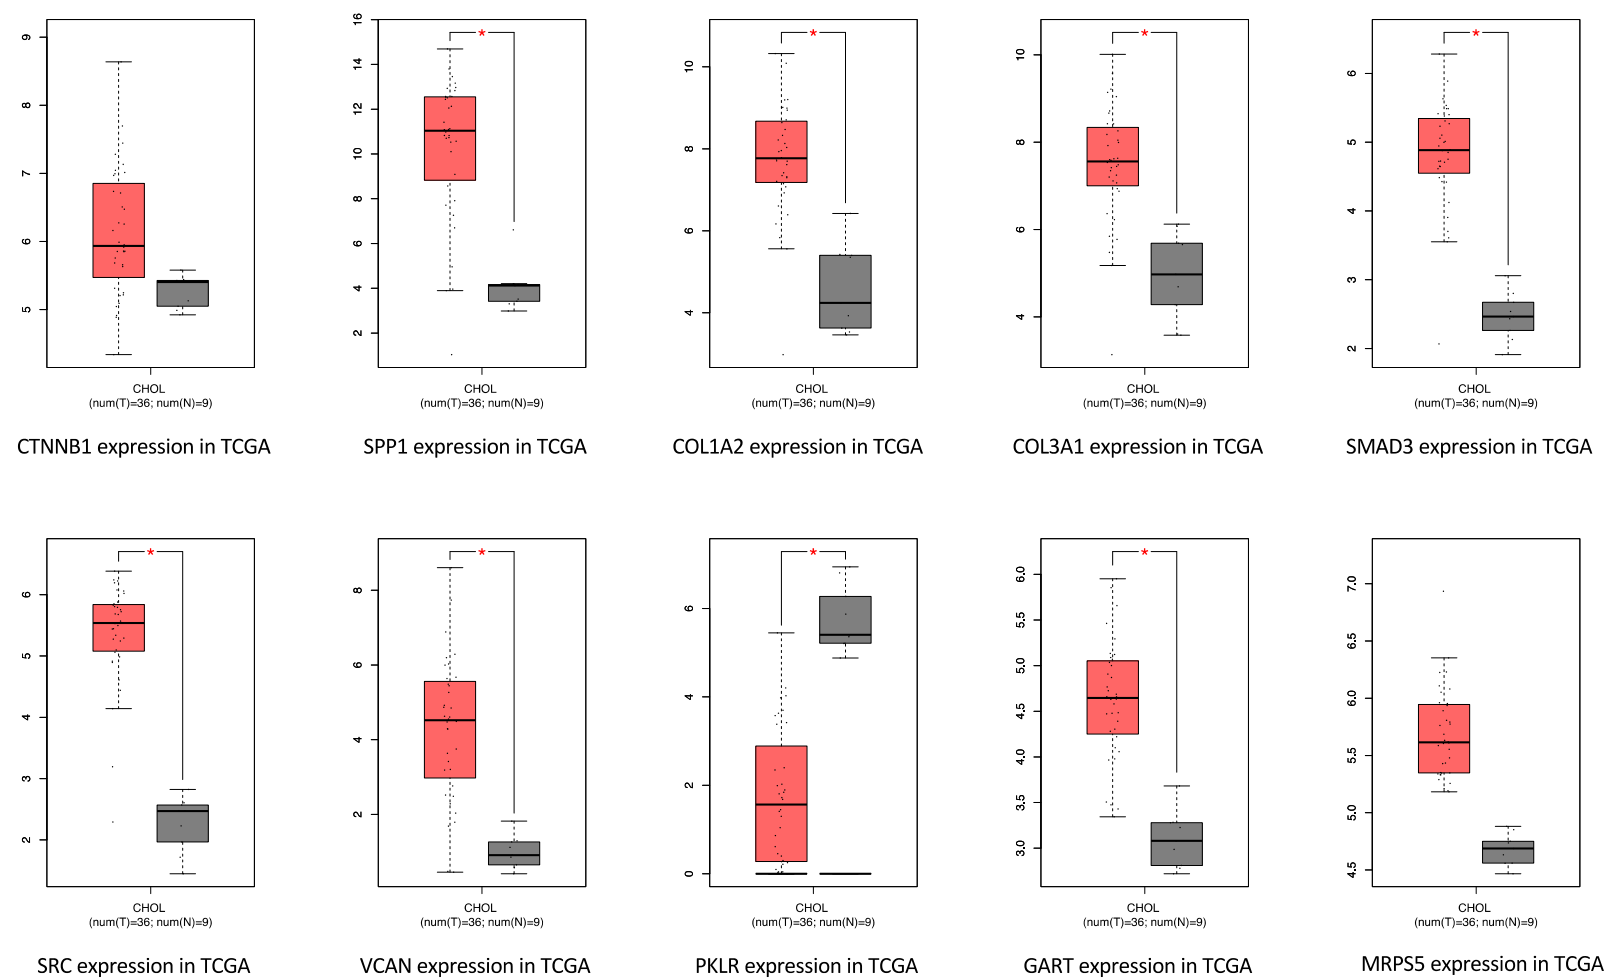 9
8
7
6
5
CHOL
(num(T)=36; num(N)=9)
CTNNB1 expression in TCGA
16
14
12
10
8
6
4
2
*
CHOL
(num(T)=36; num(N)=9)
SPP1 expression in TCGA
10
8
6
4
*
CHOL
(num(T)=36; num(N)=9)
COL1A2 expression in TCGA
10
8
6
4
*
CHOL
(num(T)=36; num(N)=9)
COL3A1 expression in TCGA
6
5
4
3
2
*
CHOL
(num(T)=36; num(N)=9)
SMAD3 expression in TCGA
6
5
4
3
2
*
CHOL
(num(T)=36; num(N)=9)
SRC expression in TCGA
8
6
4
2
*
CHOL
(num(T)=36; num(N)=9)
VCAN expression in TCGA
6
4
2
0
*
CHOL
(num(T)=36; num(N)=9)
PKLR expression in TCGA
6.0
5.5
5.0
4.5
4.0
3.5
3.0
*
CHOL
(num(T)=36; num(N)=9)
GART expression in TCGA
7.0
6.5
6.0
5.5
5.0
4.5
CHOL
(num(T)=36; num(N)=9)
MRPS5 expression in TCGA